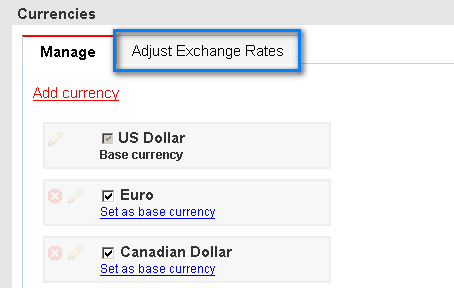 Currencies
Manage
Adjust Exchange Rates
Add currency
US Dollar
Base currency
Euro
Set as base currency
Canadian Dollar
Set as base currency